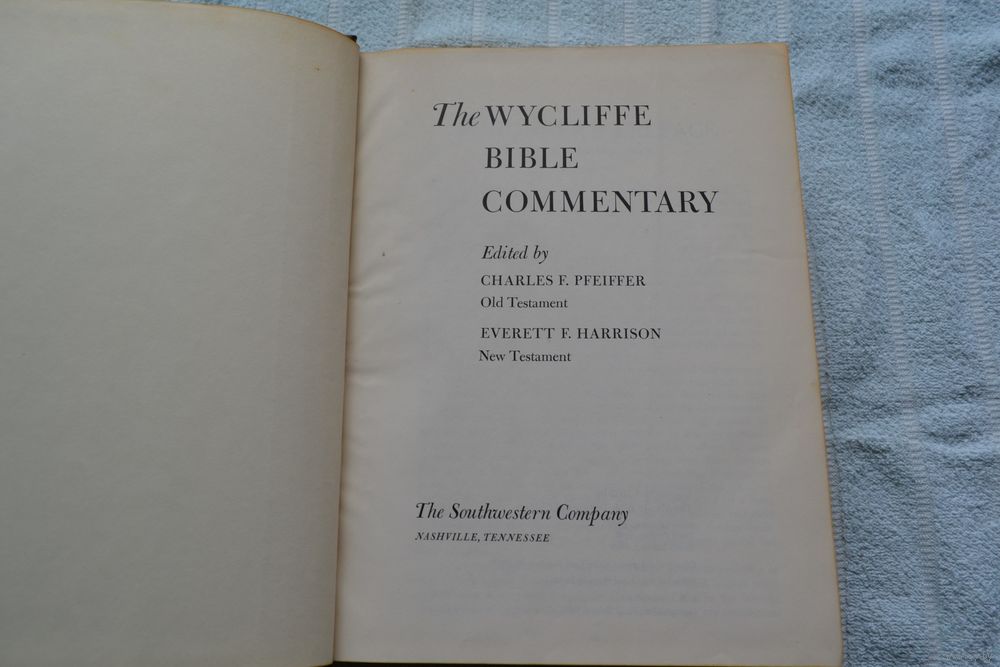 The WYCLIFFE
BIBLE
COMMENTARY
Edited by
CHARLES F. PFEIFFER
Old Testament
EVERETT F. HARRISON
New Testament
The Southwestern Company
NASHVILLE, TENNESSEE